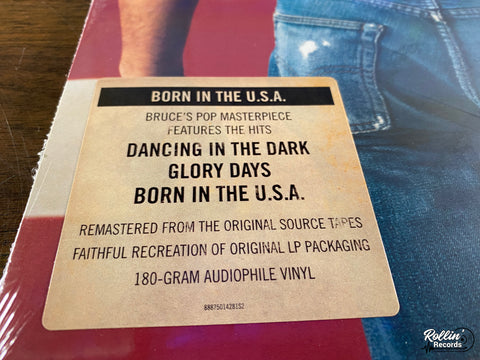 BORN IN THE U.S.A.
BRUCE'S POP MASTERPIECE
FEATURES THE HITS
DANCING IN THE DARK
GLORY DAYS
BORN IN THE U.S.A.
REMASTERED FROM THE ORIGINAL SOURCE TAPES
FAITHFUL RECREATION OF ORIGINAL LP PACKAGING
180-GRAM AUDIOPHILE VINYL
88875014281S2
Rollin'
Records